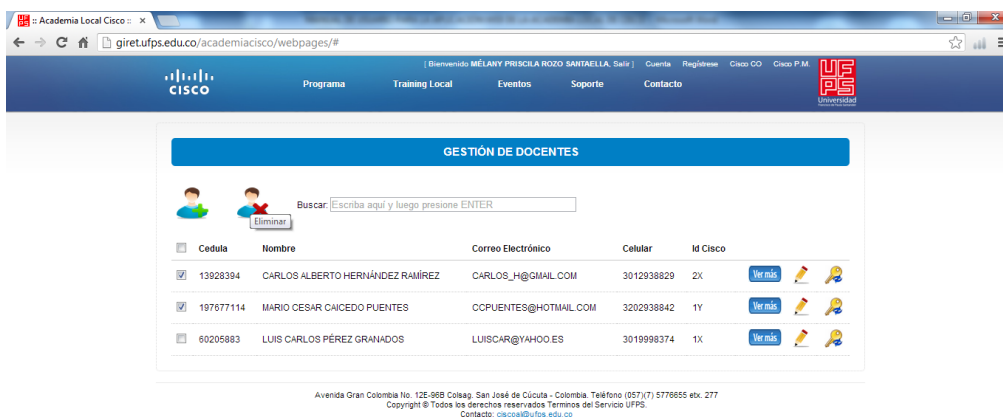 :: Academia Local Cisco ::
giret.ufps.edu.co/academiacisco/webpages/#
[ Bienvenido MÉLANY PRISCILA ROZO SANTAELLA, Salir ] Cuenta Regístrese Cisco CO Cisco P.M.
CISCO
Programa Training Local Eventos Soporte Contacto
UFPS
Universidad
GESTIÓN DE DOCENTES
Buscar: Escriba aquí y luego presione ENTER
Eliminar
Cedula Nombre Correo Electrónico Celular Id Cisco
13928394 CARLOS ALBERTO HERNÁNDEZ RAMÍREZ CARLOS_H@GMAIL.COM 3012938829 2X Ver más
197677114 MARIO CESAR CAICEDO PUENTES CCPUENTES@HOTMAIL.COM 3202938842 1Y Ver más
60205883 LUIS CARLOS PÉREZ GRANADOS LUISCAR@YAHOO.ES 3019998374 1X Ver más
Avenida Gran Colombia No. 12E-96B Colsag. San José de Cúcuta - Colombia. Teléfono (057)(7) 5776655 etx. 277
Copyright © Todos los derechos reservados Terminos del Servicio UFPS.
Contacto: ciscoal@ufps.edu.co